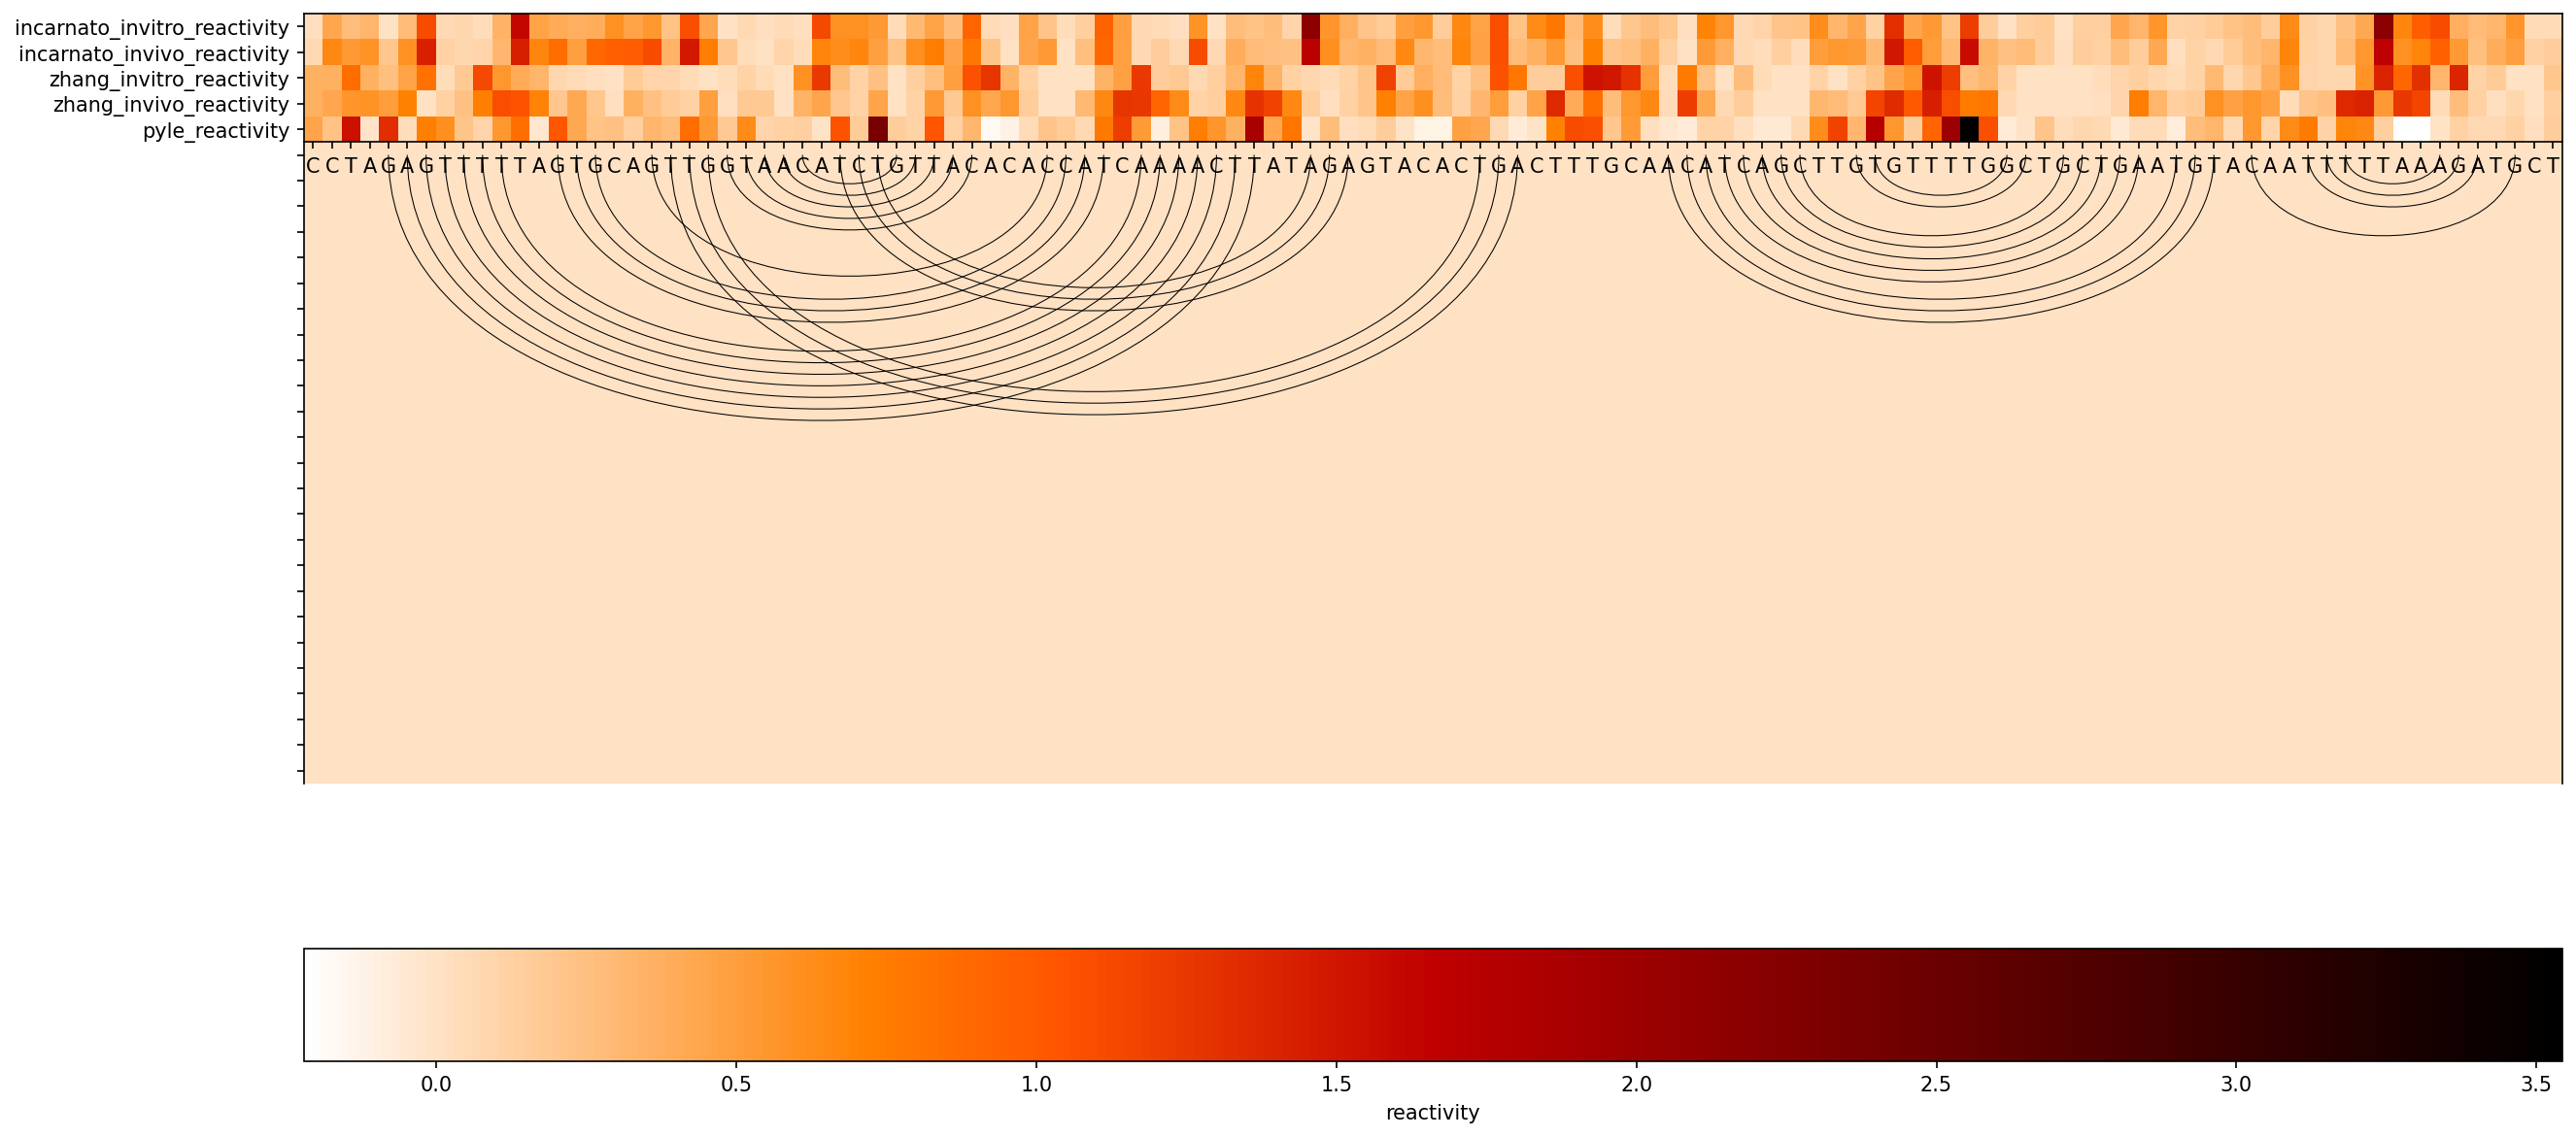 incarnato_invitro_reactivity
incarnato_invivo_reactivity
zhang_invitro_reactivity
zhang_invivo_reactivity
pyle_reactivity
C C T A G A G T T T T T A G T G C A G T T G G T A A C A T C T G T T A C A C A C C A T C A A A A C T T A T A G A G T A C A C T G A C T T T G C A A C A T C A G C T T G T G T T T T G G C T G C T G A A T G T A C A A T T T T T A A A G A T G C T
0.0 0.5 1.0 1.5 2.0 2.5 3.0 3.5
reactivity